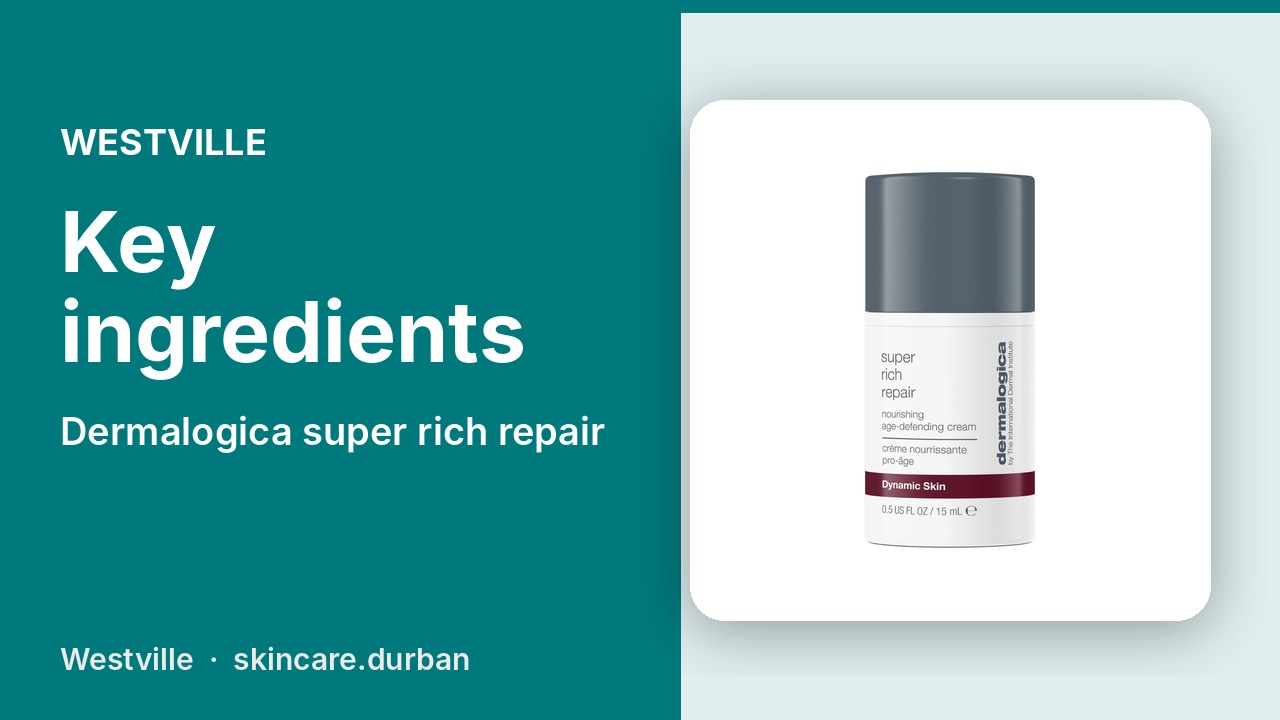 WESTVILLE
Key
ingredients
Dermalogica super rich repair
Westville · skincare.durban
super
rich
repair
nourishing
age-defending cream
crème nourrissante
pro-âge
Dynamic Skin
0.5 US FL OZ / 15 mL ℮
dermalogica
by The International Dermal Institute